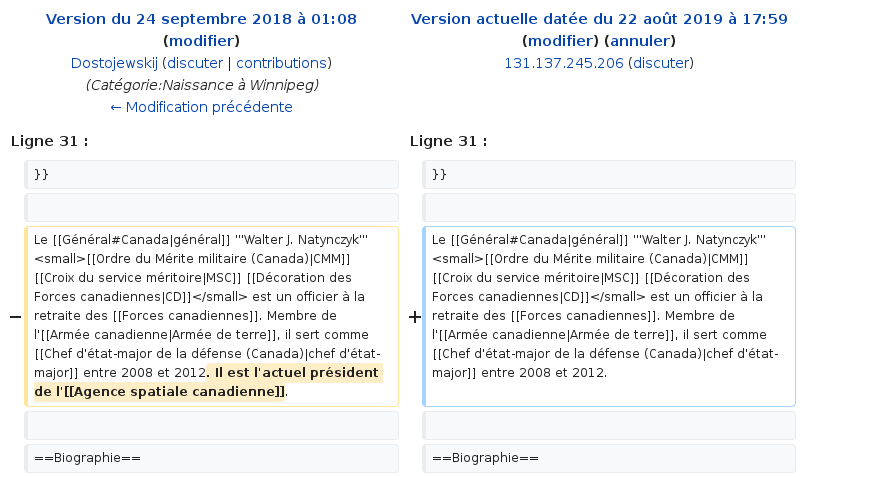 Version du 24 septembre 2018 à 01:08
(modifier)
Dostojewskij (discuter | contributions)
(Catégorie:Naissance à Winnipeg)
← Modification précédente
Version actuelle datée du 22 août 2019 à 17:59
(modifier) (annuler)
131.137.245.206 (discuter)
Ligne 31 :
Ligne 31 :
}}
}}
−
Le [[Général#Canada|général]] '''Walter J. Natynczyk'''
<small>[[Ordre du Mérite militaire (Canada)|CMM]]
[[Croix du service méritoire|MSC]] [[Décoration des
Forces canadiennes|CD]]</small> est un officier à la
retraite des [[Forces canadiennes]]. Membre de
l'[[Armée canadienne|Armée de terre]], il sert comme
[[Chef d'état-major de la défense (Canada)|chef d'état-
major]] entre 2008 et 2012. Il est l'actuel président
de l'[[Agence spatiale canadienne]].
+
Le [[Général#Canada|général]] '''Walter J. Natynczyk'''
<small>[[Ordre du Mérite militaire (Canada)|CMM]]
[[Croix du service méritoire|MSC]] [[Décoration des
Forces canadiennes|CD]]</small> est un officier à la
retraite des [[Forces canadiennes]]. Membre de
l'[[Armée canadienne|Armée de terre]], il sert comme
[[Chef d'état-major de la défense (Canada)|chef d'état-
major]] entre 2008 et 2012.
==Biographie==
==Biographie==